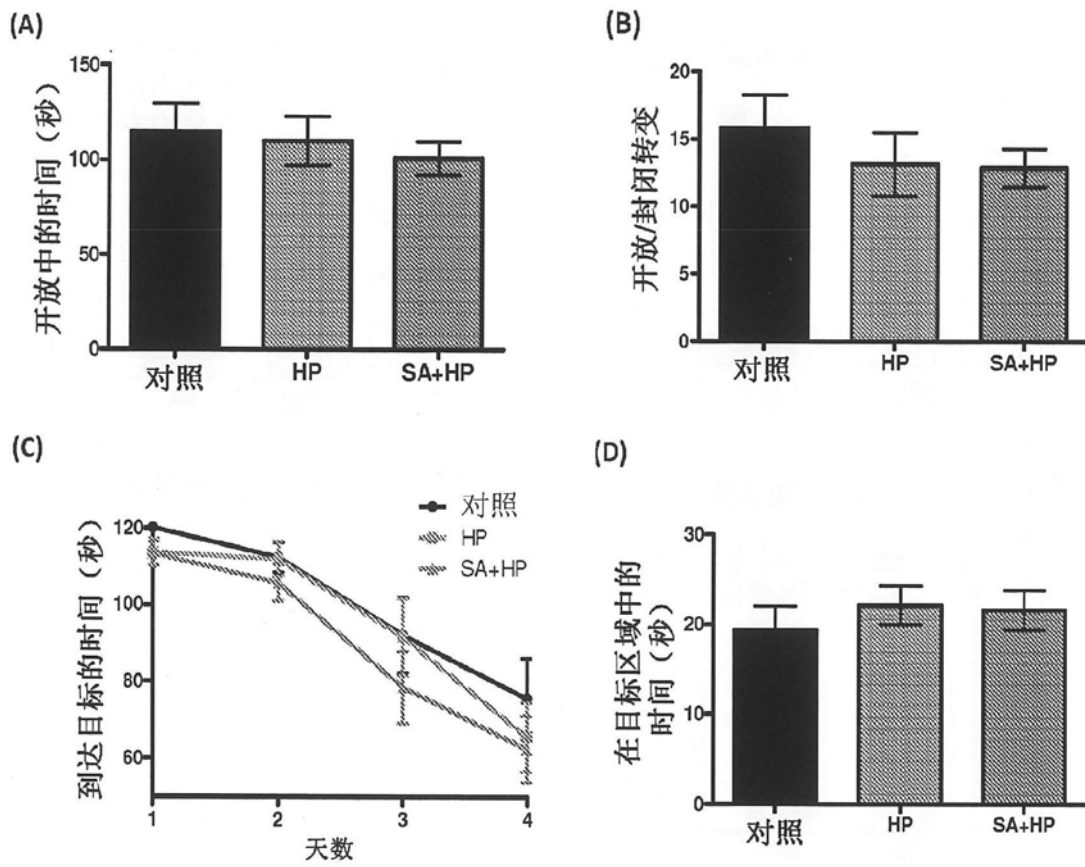 (A)
开放中的时间（秒）
150
100
50
0
对照
HP
SA+HP
(B)
开放/封闭转变
20
15
10
5
0
对照
HP
SA+HP
(C)
到达目标的时间（秒）
120
100
80
60
1
2
3
4
天数
对照
HP
SA+HP
(D)
在目标区域中的
时间（秒）
30
20
10
0
对照
HP
SA+HP